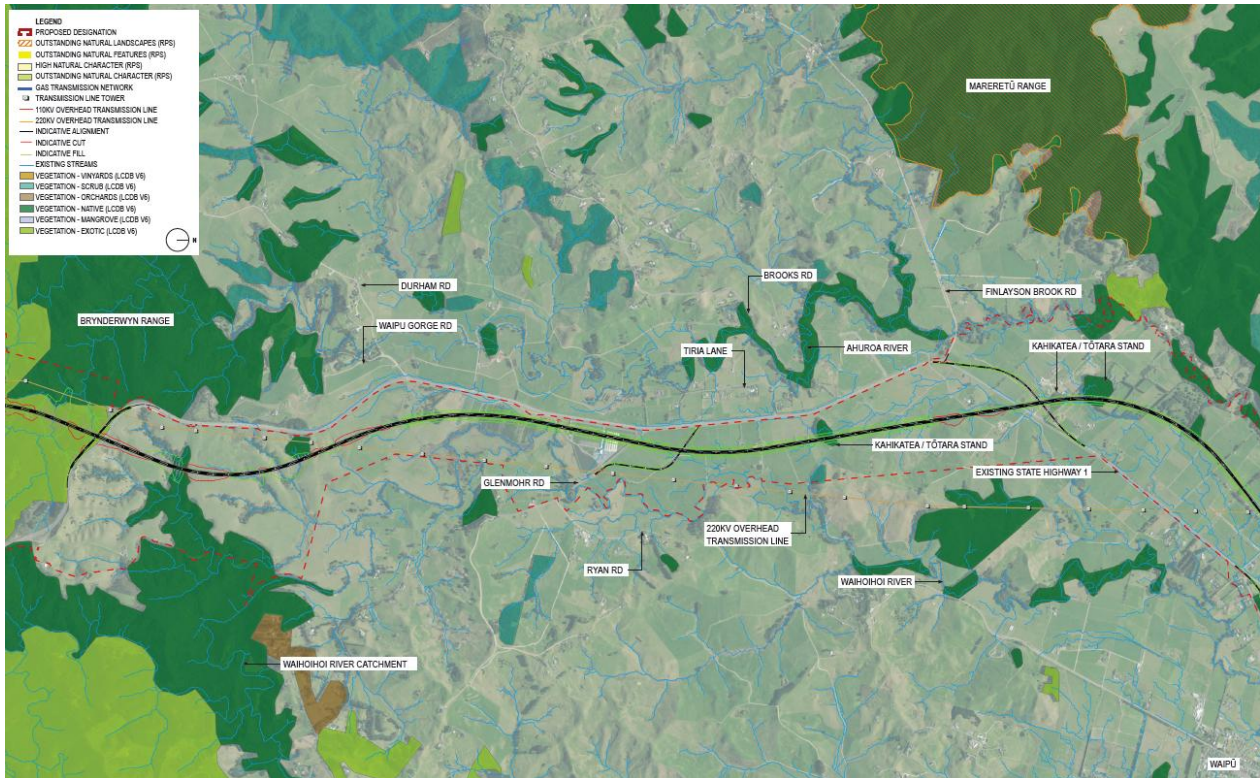 LEGEND
PROPOSED DESIGNATION
OUTSTANDING NATURAL LANDSCAPES (RPS)
OUTSTANDING NATURAL FEATURES (RPS)
HIGH NATURAL CHARACTER (RPS)
OUTSTANDING NATURAL CHARACTER (RPS)
GAS TRANSMISSION NETWORK
TRANSMISSION LINE TOWER
110KV OVERHEAD TRANSMISSION LINE
220KV OVERHEAD TRANSMISSION LINE
INDICATIVE ALIGNMENT
INDICATIVE CUT
INDICATIVE FILL
EXISTING STREAMS
VEGETATION - VINYARDS (LCDB V6)
VEGETATION - SCRUB (LCDB V6)
VEGETATION - ORCHARDS (LCDB V6)
VEGETATION - NATIVE (LCDB V6)
VEGETATION - MANGROVE (LCDB V6)
VEGETATION - EXOTIC (LCDB V6)
N
MARERETŪ RANGE
DURHAM RD
BROOKS RD
FINLAYSON BROOK RD
BRYNDERWYN RANGE
WAIPU GORGE RD
TIRIA LANE
AHUROA RIVER
KAHIKATEA / TŌTARA STAND
KAHIKATEA / TŌTARA STAND
GLENMOHR RD
EXISTING STATE HIGHWAY 1
220KV OVERHEAD
TRANSMISSION LINE
RYAN RD
WAIHOIHOI RIVER
WAIHOIHOI RIVER CATCHMENT
WAIPŪ